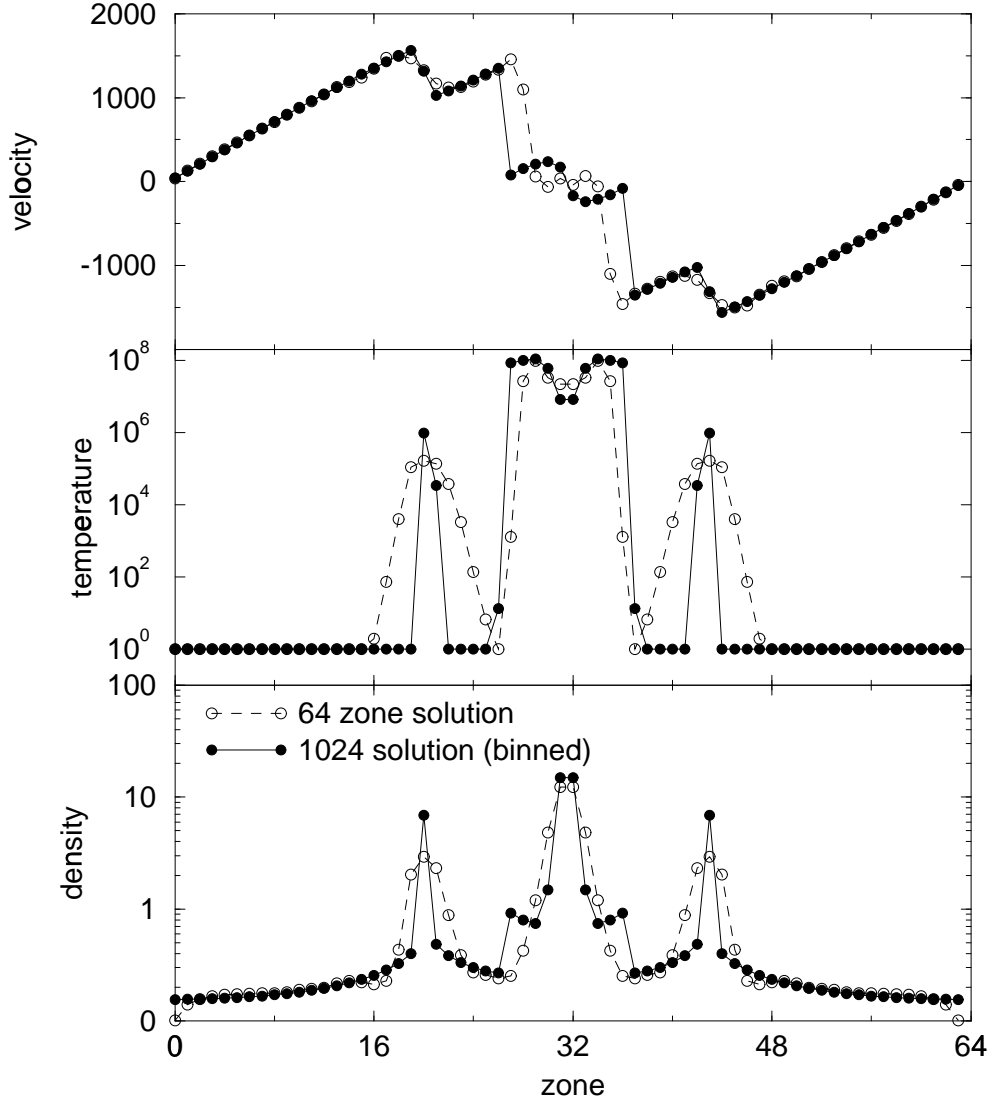 2000
1000
0
-1000
velocity
10^8
10^6
10^4
10^2
10^0
temperature
100
10
1
0
density
64 zone solution
1024 solution (binned)
0 16 32 48 64
zone